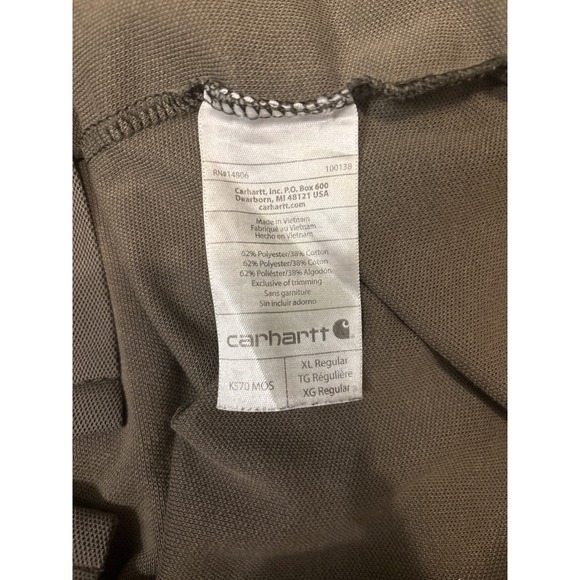 RN#14806 100138
Carhartt, Inc. P.O. Box 600
Dearborn, MI 48121 USA
carhartt.com
Made in Vietnam
Fabriqué au Vietnam
Hecho en Vietnam
62% Polyester/38% Cotton
62% Polyester/38% Coton
62% Poliéster/38% Algodón
Exclusive of trimming
Sans garniture
Sin incluir adorno
carhartt
K570 MOS
XL Regular
TG Régulière
XG Regular